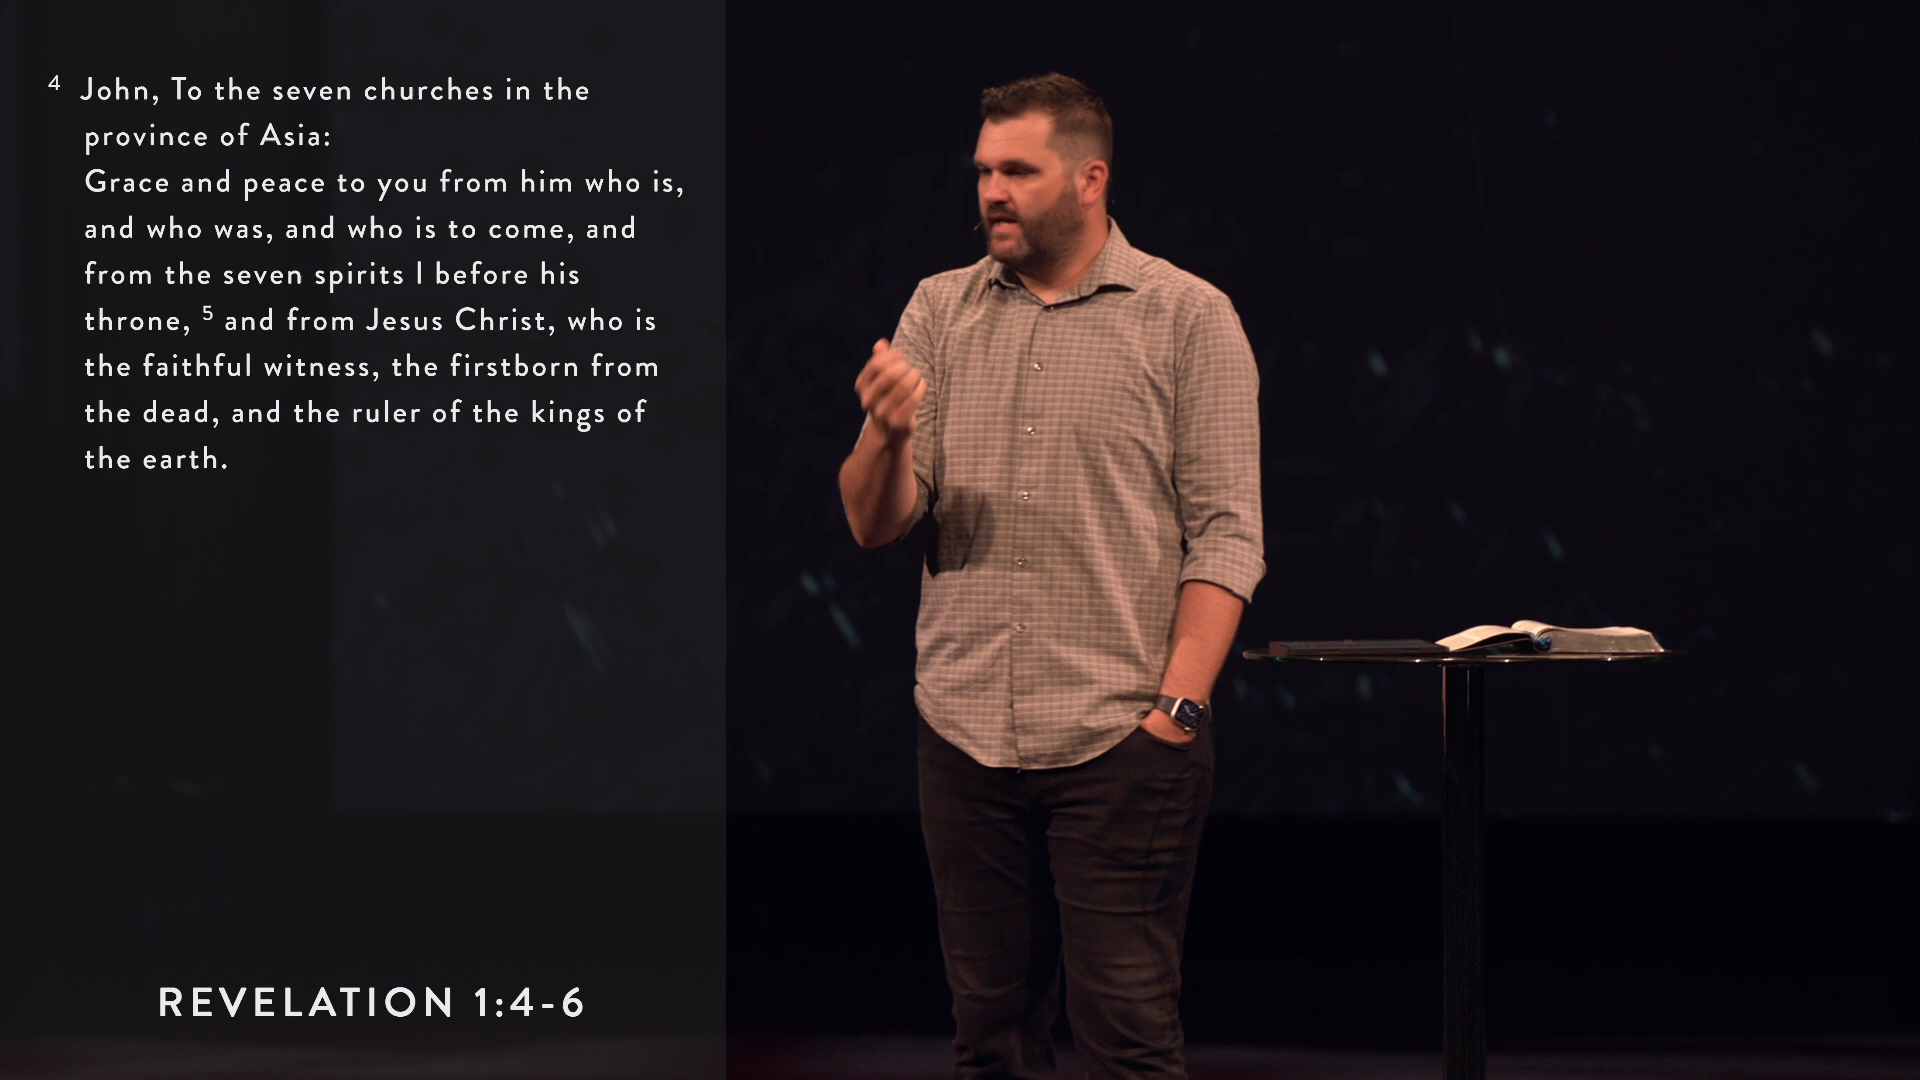 4 John, To the seven churches in the
province of Asia:
Grace and peace to you from him who is,
and who was, and who is to come, and
from the seven spirits l before his
throne, 5 and from Jesus Christ, who is
the faithful witness, the firstborn from
the dead, and the ruler of the kings of
the earth.
REVELATION 1:4-6